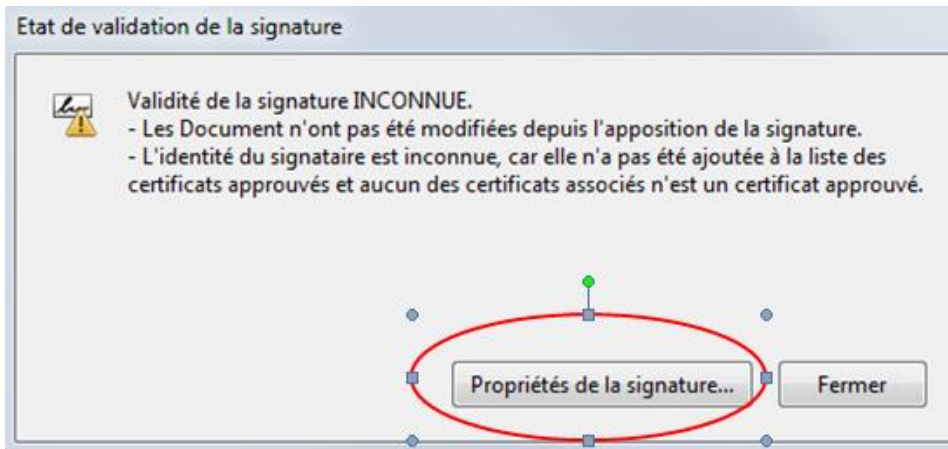 Etat de validation de la signature
Validité de la signature INCONNUE.
- Les Document n'ont pas été modifiées depuis l'apposition de la signature.
- L'identité du signataire est inconnue, car elle n'a pas été ajoutée à la liste des
certificats approuvés et aucun des certificats associés n'est un certificat approuvé.
Propriétés de la signature... Fermer